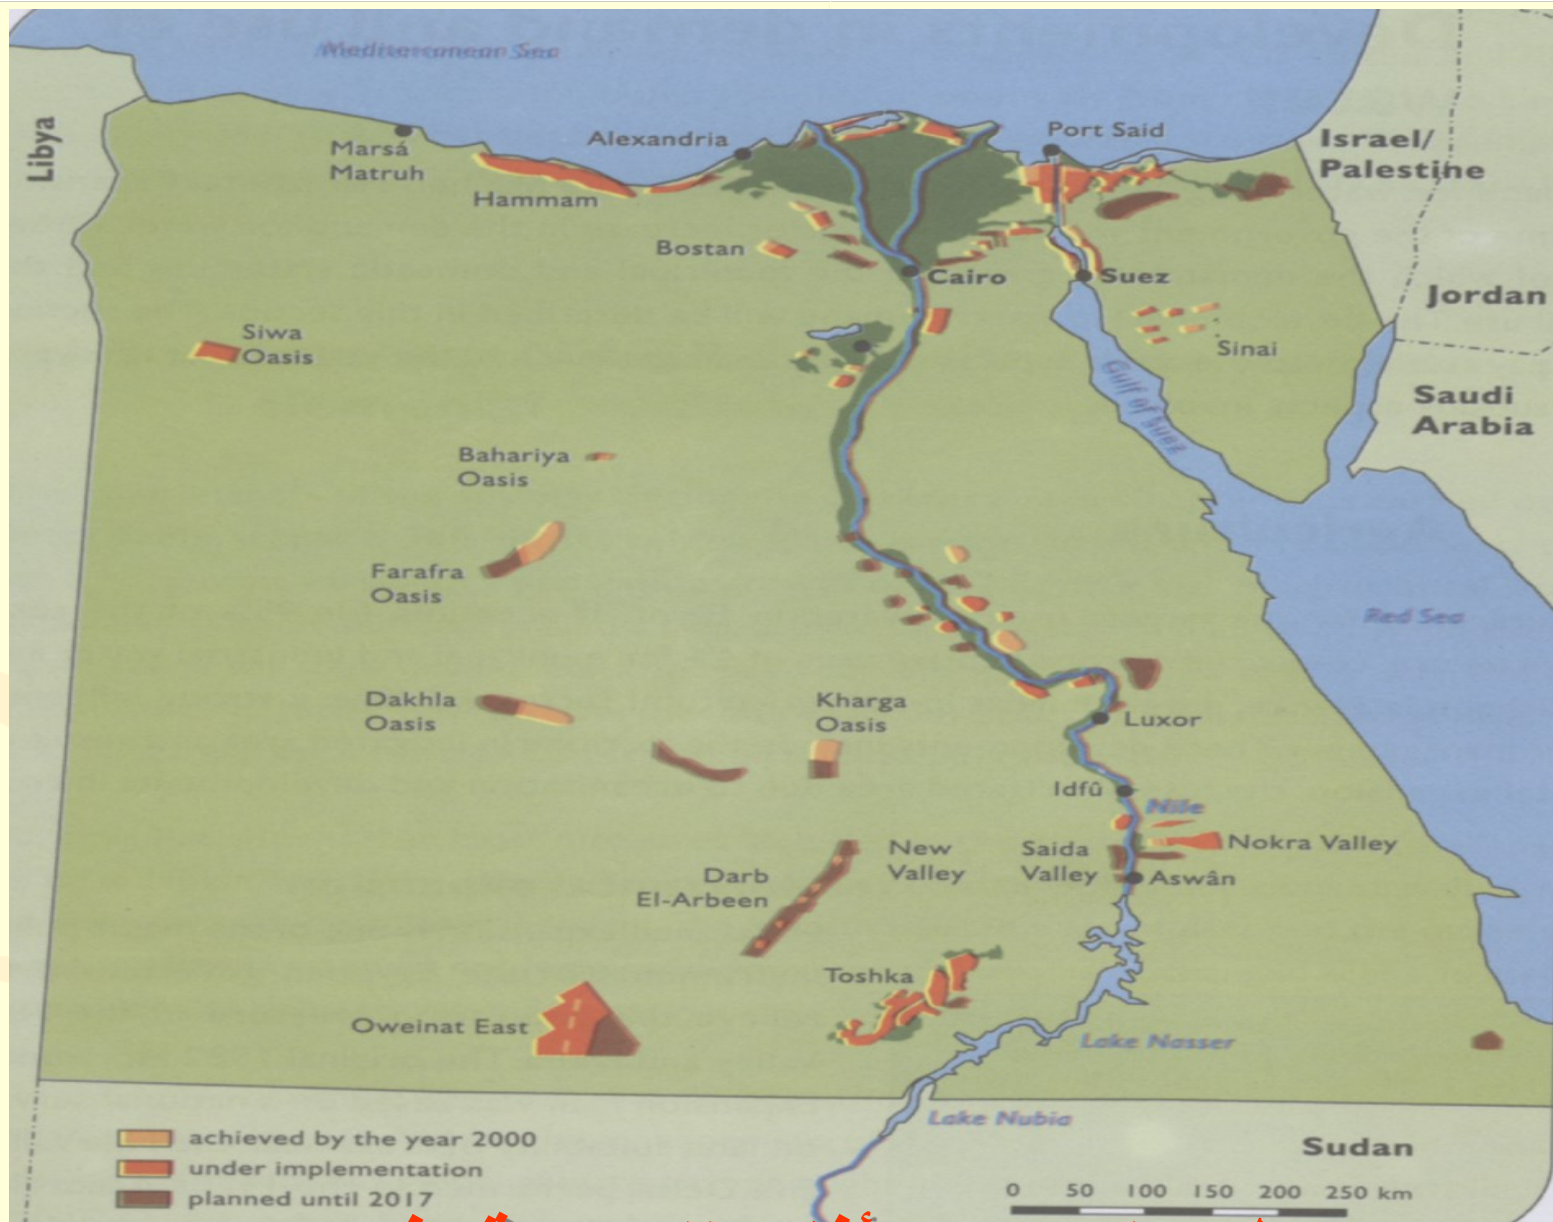 Mediterranean Sea
Libya
Marsá
Matruh
Alexandria
Port Said
Israel/
Palestine
Hammam
Bostan
Cairo
Suez
Jordan
Siwa
Oasis
Sinai
Gulf of Suez
Saudi
Arabia
Bahariya
Oasis
Farafra
Oasis
Red Sea
Dakhla
Oasis
Kharga
Oasis
Luxor
Idfû
Nile
New
Valley
Saida
Valley
Nokra Valley
Darb
El-Arbeen
Aswân
Toshka
Oweinat East
Lake Nasser
Lake Nubia
Sudan
achieved by the year 2000
under implementation
planned until 2017
0 50 100 150 200 250 km